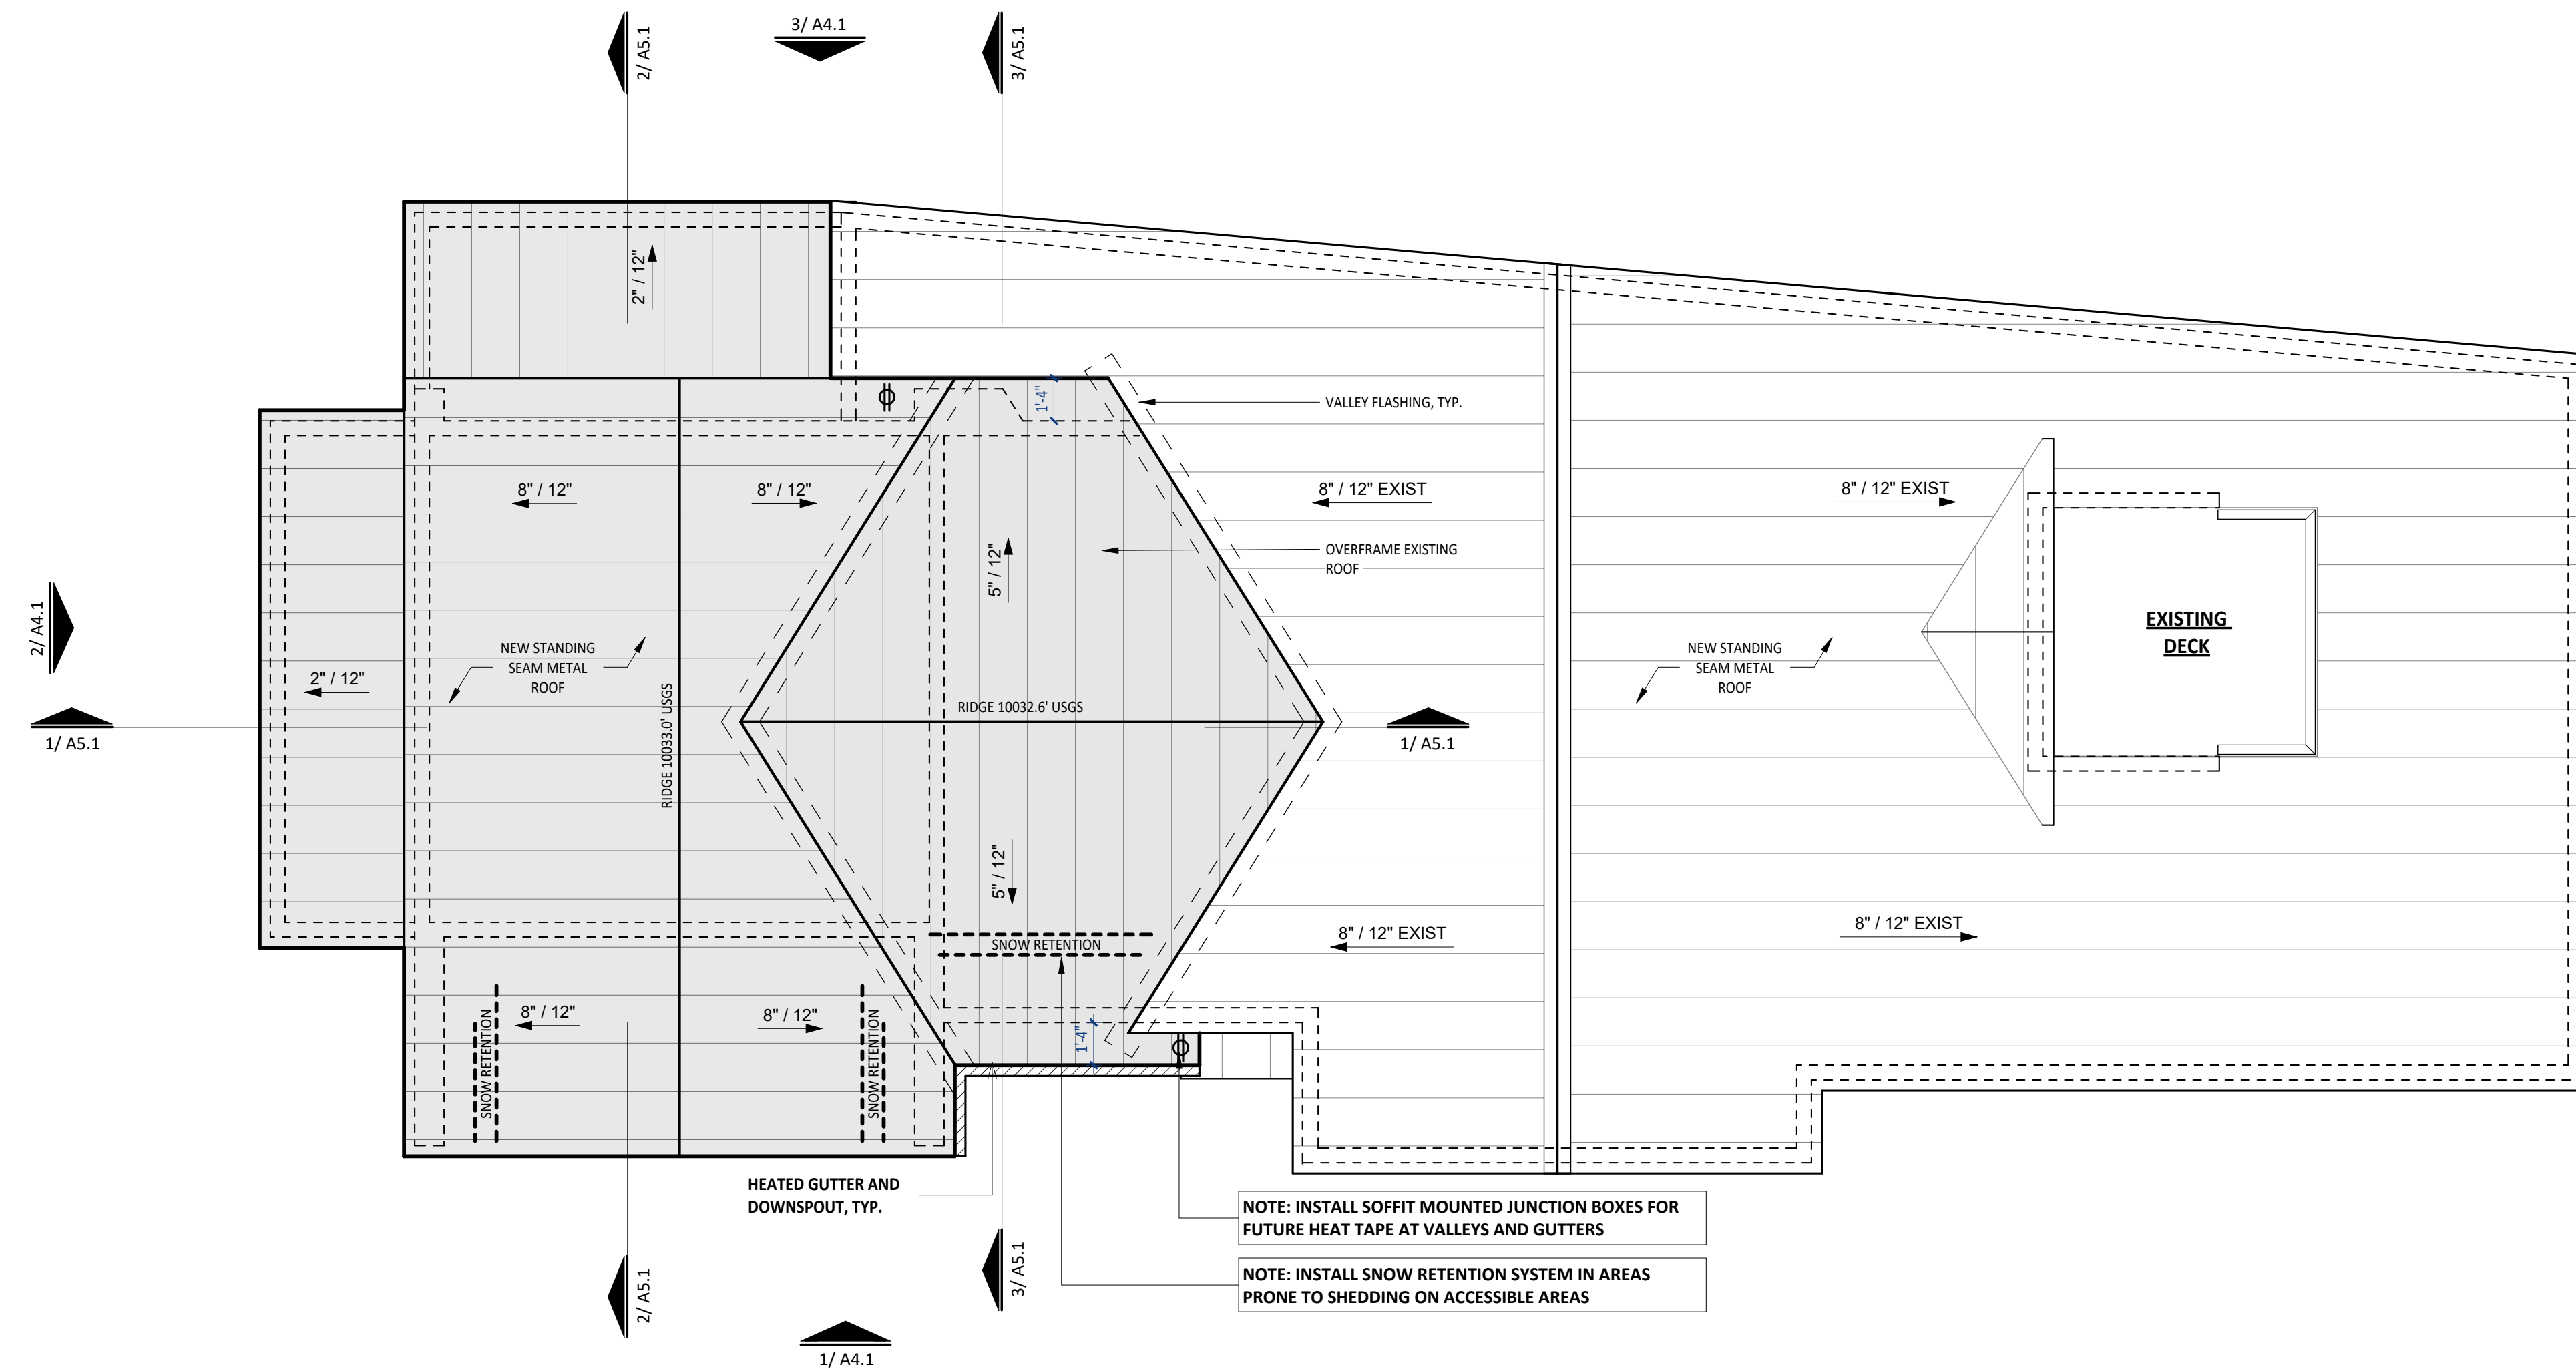 3/ A4.1
2/ A5.1
3/ A5.1
2" / 12"
1'-4"
VALLEY FLASHING, TYP.
8" / 12"
8" / 12"
8" / 12" EXIST
8" / 12" EXIST
5" / 12"
OVERFRAME EXISTING
ROOF
2/ A4.1
EXISTING
DECK
NEW STANDING
SEAM METAL
ROOF
NEW STANDING
SEAM METAL
ROOF
2" / 12"
RIDGE 10033.0' USGS
RIDGE 10032.6' USGS
1/ A5.1
1/ A5.1
5" / 12"
SNOW RETENTION
8" / 12" EXIST
8" / 12" EXIST
8" / 12"
8" / 12"
SNOW RETENTION
SNOW RETENTION
1'-4"
HEATED GUTTER AND
DOWNSPOUT, TYP.
NOTE: INSTALL SOFFIT MOUNTED JUNCTION BOXES FOR
FUTURE HEAT TAPE AT VALLEYS AND GUTTERS
NOTE: INSTALL SNOW RETENTION SYSTEM IN AREAS
PRONE TO SHEDDING ON ACCESSIBLE AREAS
2/ A5.1
3/ A5.1
1/ A4.1